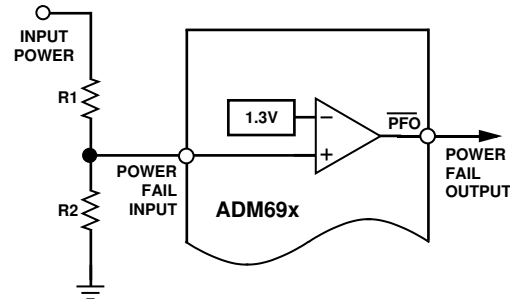 INPUT
POWER
R1
R2
POWER
FAIL
INPUT
1.3V
−
+
ADM69x
PFO
POWER
FAIL
OUTPUT